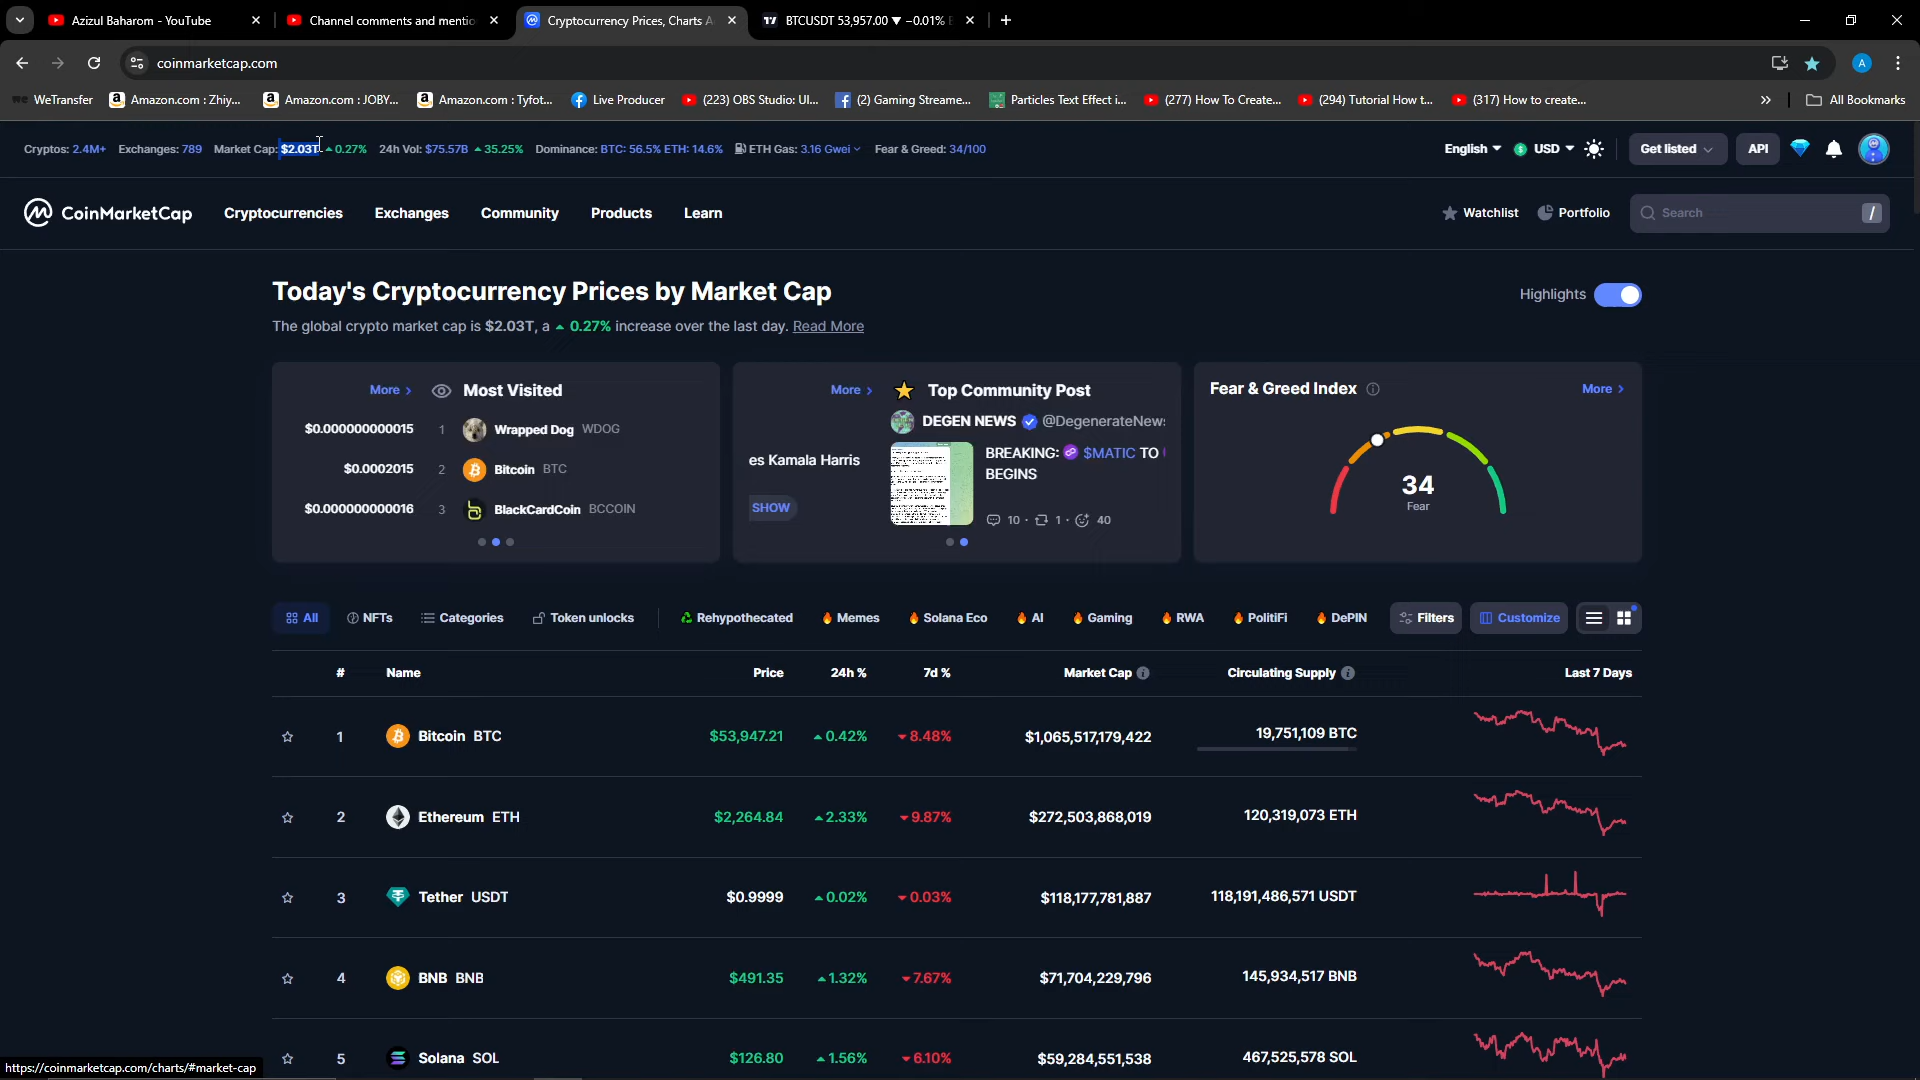 Azizul Baharom - YouTube
Channel comments and mentio
Cryptocurrency Prices, Charts A
BTCUSDT 53,957.00 ▼ −0.01%
coinmarketcap.com
A
WeTransfer
Amazon.com : Zhiy...
Amazon.com : JOBY...
Amazon.com : Tyfot...
Live Producer
(223) OBS Studio: Ul...
(2) Gaming Streame...
Particles Text Effect i...
(277) How To Create...
(294) Tutorial How t...
(317) How to create...
All Bookmarks
Cryptos: 2.4M+ Exchanges: 789 Market Cap: $2.03T 0.27% 24h Vol: $75.57B 35.25% Dominance: BTC: 56.5% ETH: 14.6% ETH Gas: 3.16 Gwei Fear & Greed: 34/100
English USD Get listed API
CoinMarketCap
Cryptocurrencies Exchanges Community Products Learn
Watchlist Portfolio Search /
Today's Cryptocurrency Prices by Market Cap
Highlights
The global crypto market cap is $2.03T, a 0.27% increase over the last day. Read More
More Most Visited
$0.000000000015 1 Wrapped Dog WDOG
$0.0002015 2 Bitcoin BTC
$0.000000000016 3 BlackCardCoin BCCOIN
More Top Community Post
DEGEN NEWS @DegenerateNews
es Kamala Harris
BREAKING: $MATIC TO
BEGINS
SHOW
10 · 1 · 40
Fear & Greed Index More
34
Fear
All NFTs Categories Token unlocks Rehypothecated Memes Solana Eco AI Gaming RWA PolitiFi DePIN Filters Customize
# Name Price 24h % 7d % Market Cap Circulating Supply Last 7 Days
1 Bitcoin BTC $53,947.21 0.42% 8.48% $1,065,517,179,422 19,751,109 BTC
2 Ethereum ETH $2,264.84 2.33% 9.87% $272,503,868,019 120,319,073 ETH
3 Tether USDT $0.9999 0.02% 0.03% $118,177,781,887 118,191,486,571 USDT
4 BNB BNB $491.35 1.32% 7.67% $71,704,229,796 145,934,517 BNB
5 Solana SOL $126.80 1.56% 6.10% $59,284,551,538 467,525,578 SOL
https://coinmarketcap.com/charts/#market-cap